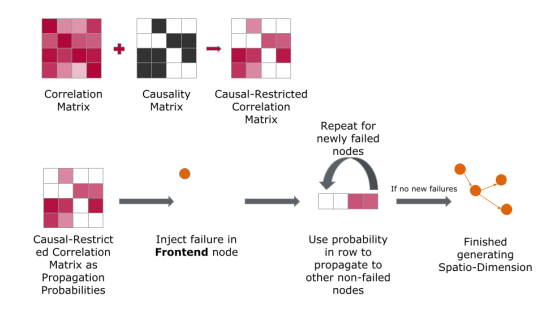 Correlation
Matrix
Causality
Matrix
Causal-Restricted
Correlation
Matrix
Repeat for
newly failed
nodes
If no new failures
Causal-Restrict
ed Correlation
Matrix as
Propagation
Probabilities
Inject failure in
Frontend node
Use probability
in row to
propagate to
other non-failed
nodes
Finished
generating
Spatio-Dimension